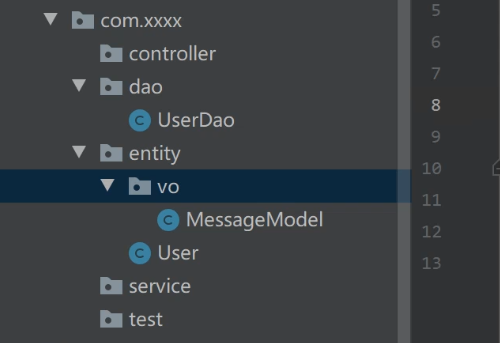 com.xxxx
controller
dao
UserDao
entity
vo
MessageModel
User
service
test
5
6
7
8
9
10
11
12
13